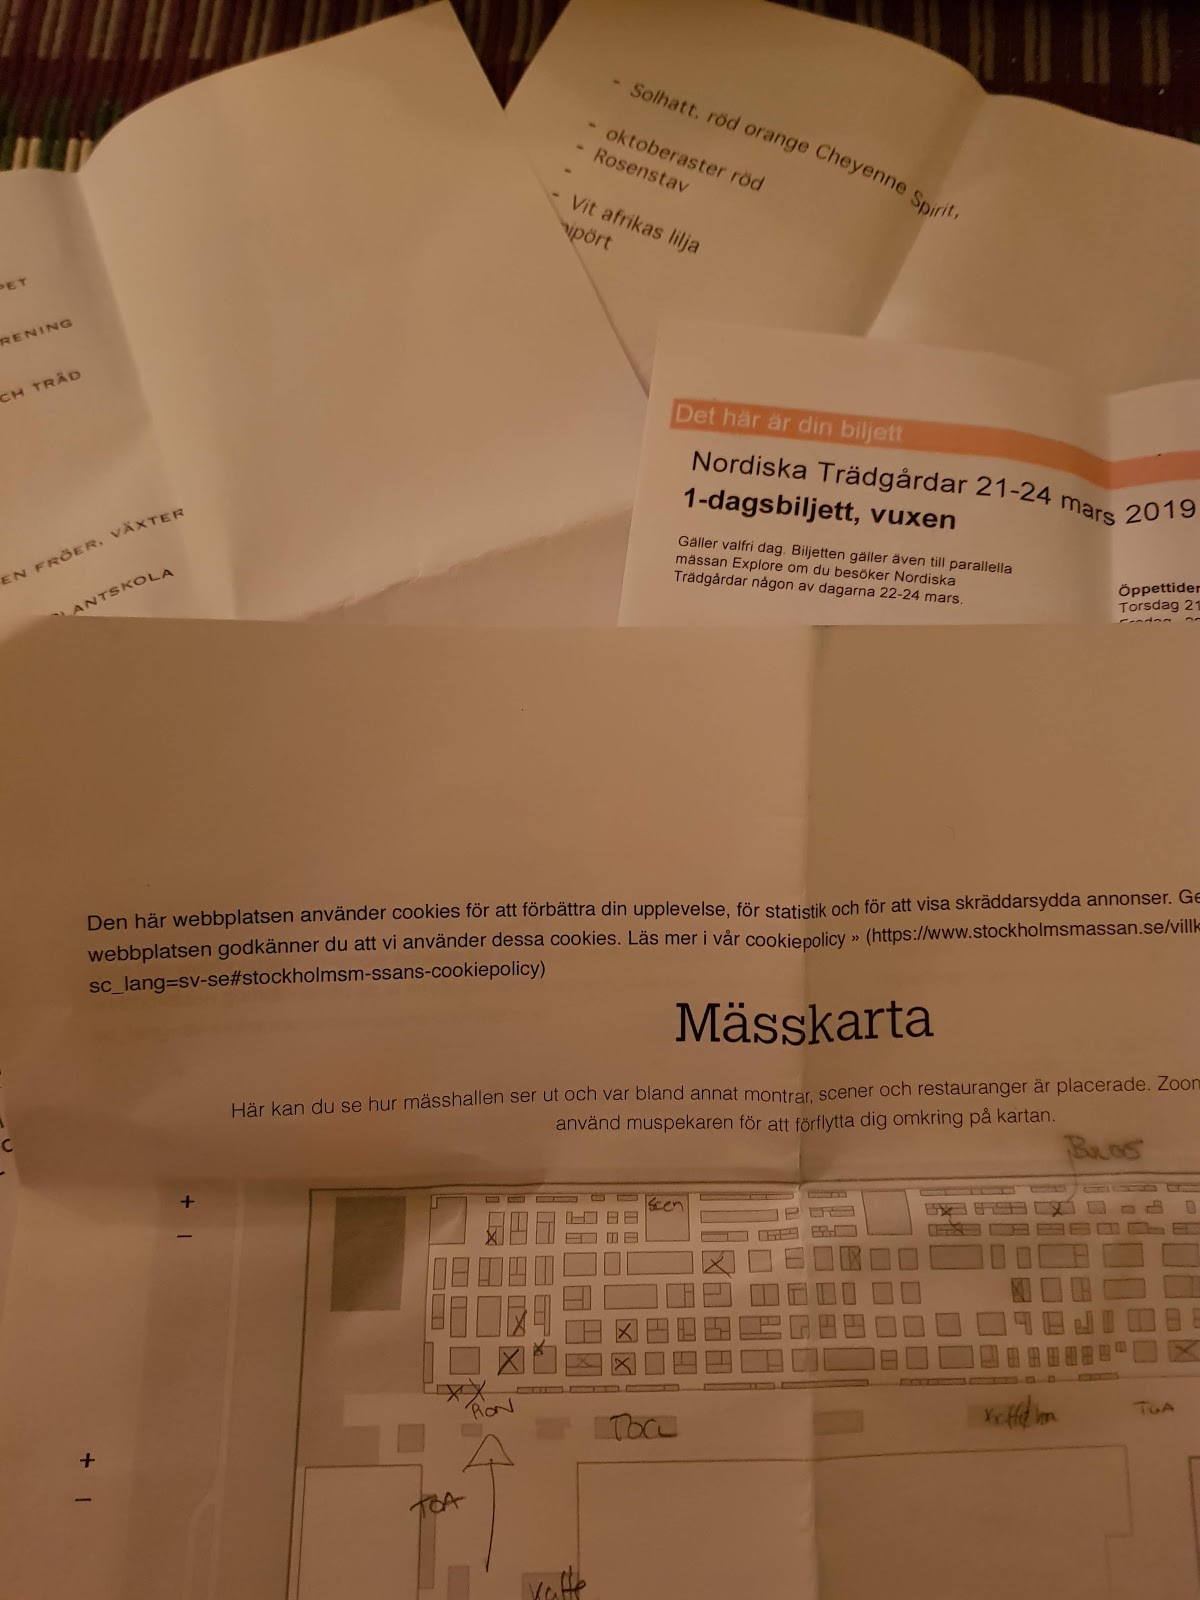 - Solhatt. röd orange Cheyenne Spirit,
- oktoberaster röd
- Rosenstav
-
- Vit afrikas lilja
nipört
PET
RENING
CH TRÄD
EN FRÖER, VÄXTER
LANTSKOLA
Det här är din biljett
Nordiska Trädgårdar 21-24 mars 2019
1-dagsbiljett, vuxen
Gäller valfri dag. Biljetten gäller även till parallella
mässan Explore om du besöker Nordiska
Trädgårdar någon av dagarna 22-24 mars.
Öppettider
Torsdag 21
Den här webbplatsen använder cookies för att förbättra din upplevelse, för statistik och för att visa skräddarsydda annonser. Ge
webbplatsen godkänner du att vi använder dessa cookies. Läs mer i vår cookiepolicy » (https://www.stockholmsmassan.se/villk
sc_lang=sv-se#stockholmsm-ssans-cookiepolicy)
Mässkarta
Här kan du se hur mässhallen ser ut och var bland annat montrar, scener och restauranger är placerade. Zoom
använd muspekaren för att förflytta dig omkring på kartan.
+
−
Scen
+
−
TOA
Kaffe